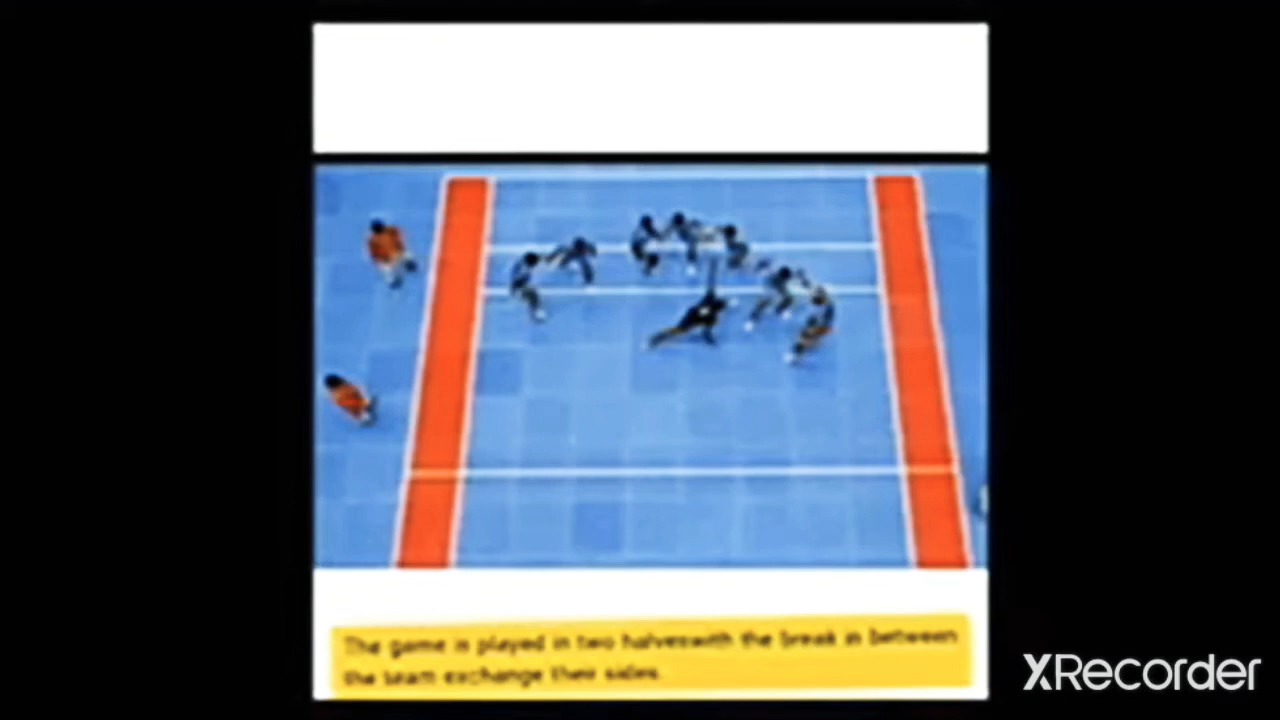 The game is played in two halveswith the break in between
the team exchange their sides.
XRecorder